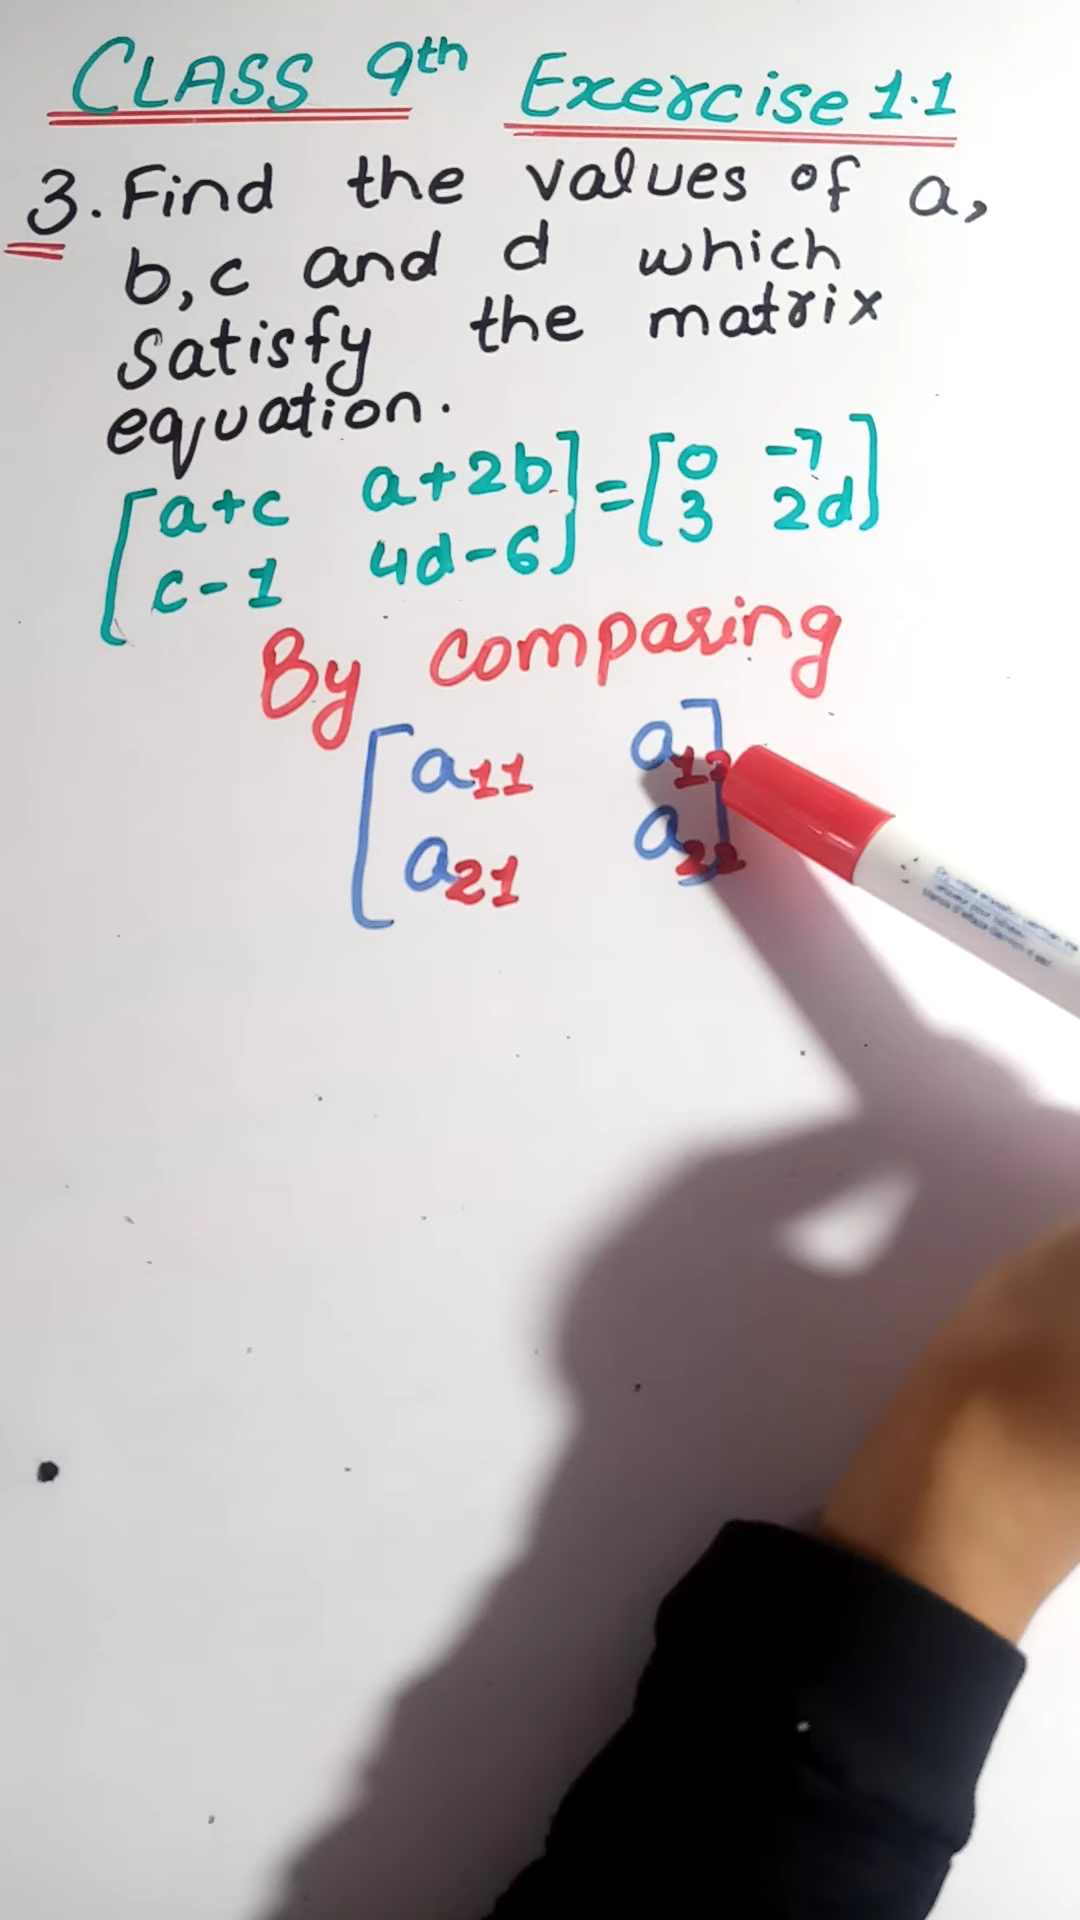 CLASS 9th Exercise 1.1
3. Find the values of a,
b, c and d which
satisfy the matrix
equation.
[a+c a+2b] = [0 -7]
[c-1 4d-6] [3 2d]
By comparing
[a11 a12]
[a21 a22]